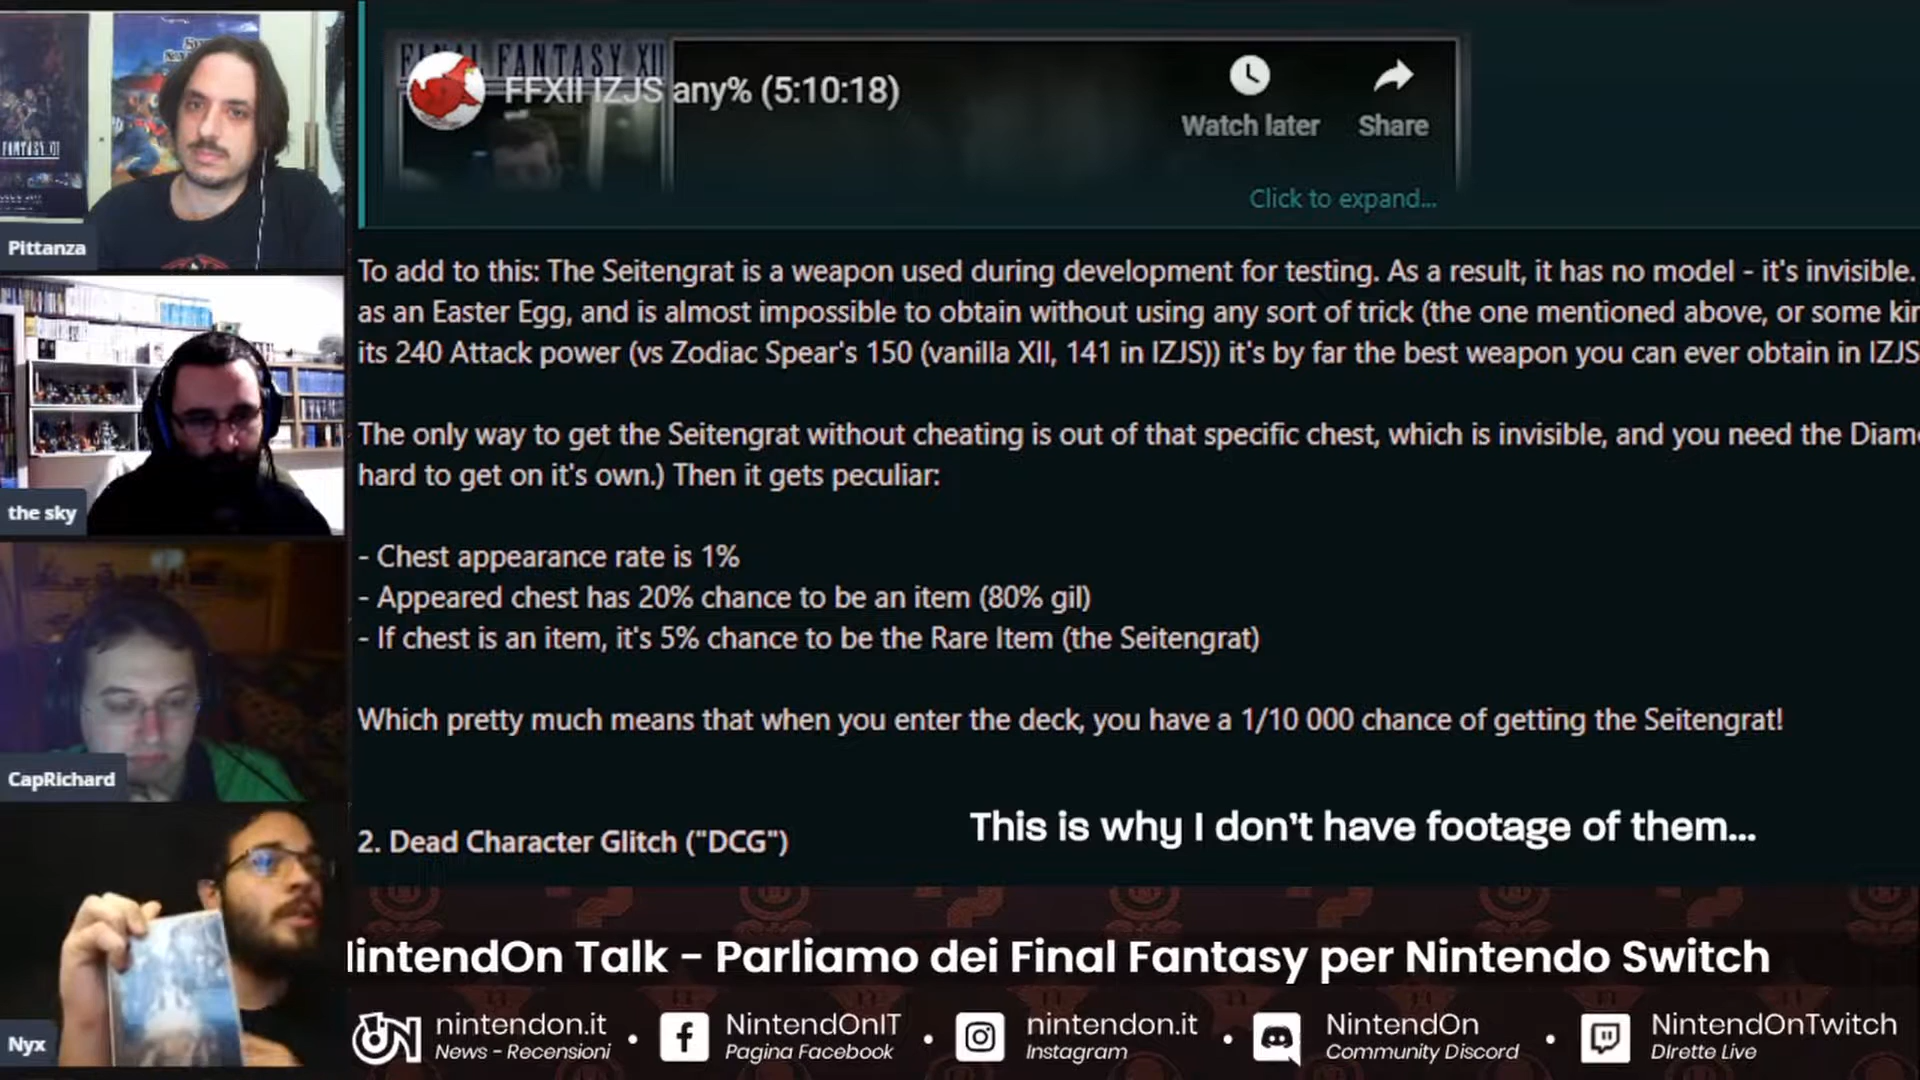 FINAL FANTASY XII
FFXII IZJS any% (5:10:18)
Watch later
Share
Click to expand...
To add to this: The Seitengrat is a weapon used during development for testing. As a result, it has no model - it's invisible.
as an Easter Egg, and is almost impossible to obtain without using any sort of trick (the one mentioned above, or some kin
its 240 Attack power (vs Zodiac Spear's 150 (vanilla XII, 141 in IZJS)) it's by far the best weapon you can ever obtain in IZJS
The only way to get the Seitengrat without cheating is out of that specific chest, which is invisible, and you need the Diam
hard to get on it's own.) Then it gets peculiar:
- Chest appearance rate is 1%
- Appeared chest has 20% chance to be an item (80% gil)
- If chest is an item, it's 5% chance to be the Rare Item (the Seitengrat)
Which pretty much means that when you enter the deck, you have a 1/10 000 chance of getting the Seitengrat!
2. Dead Character Glitch ("DCG")
This is why I don't have footage of them...
Pittanza
the sky
CapRichard
Nyx
intendOn Talk - Parliamo dei Final Fantasy per Nintendo Switch
nintendon.it
News - Recensioni
NintendOnIT
Pagina Facebook
nintendon.it
Instagram
NintendOn
Community Discord
NintendOnTwitch
DIrette Live